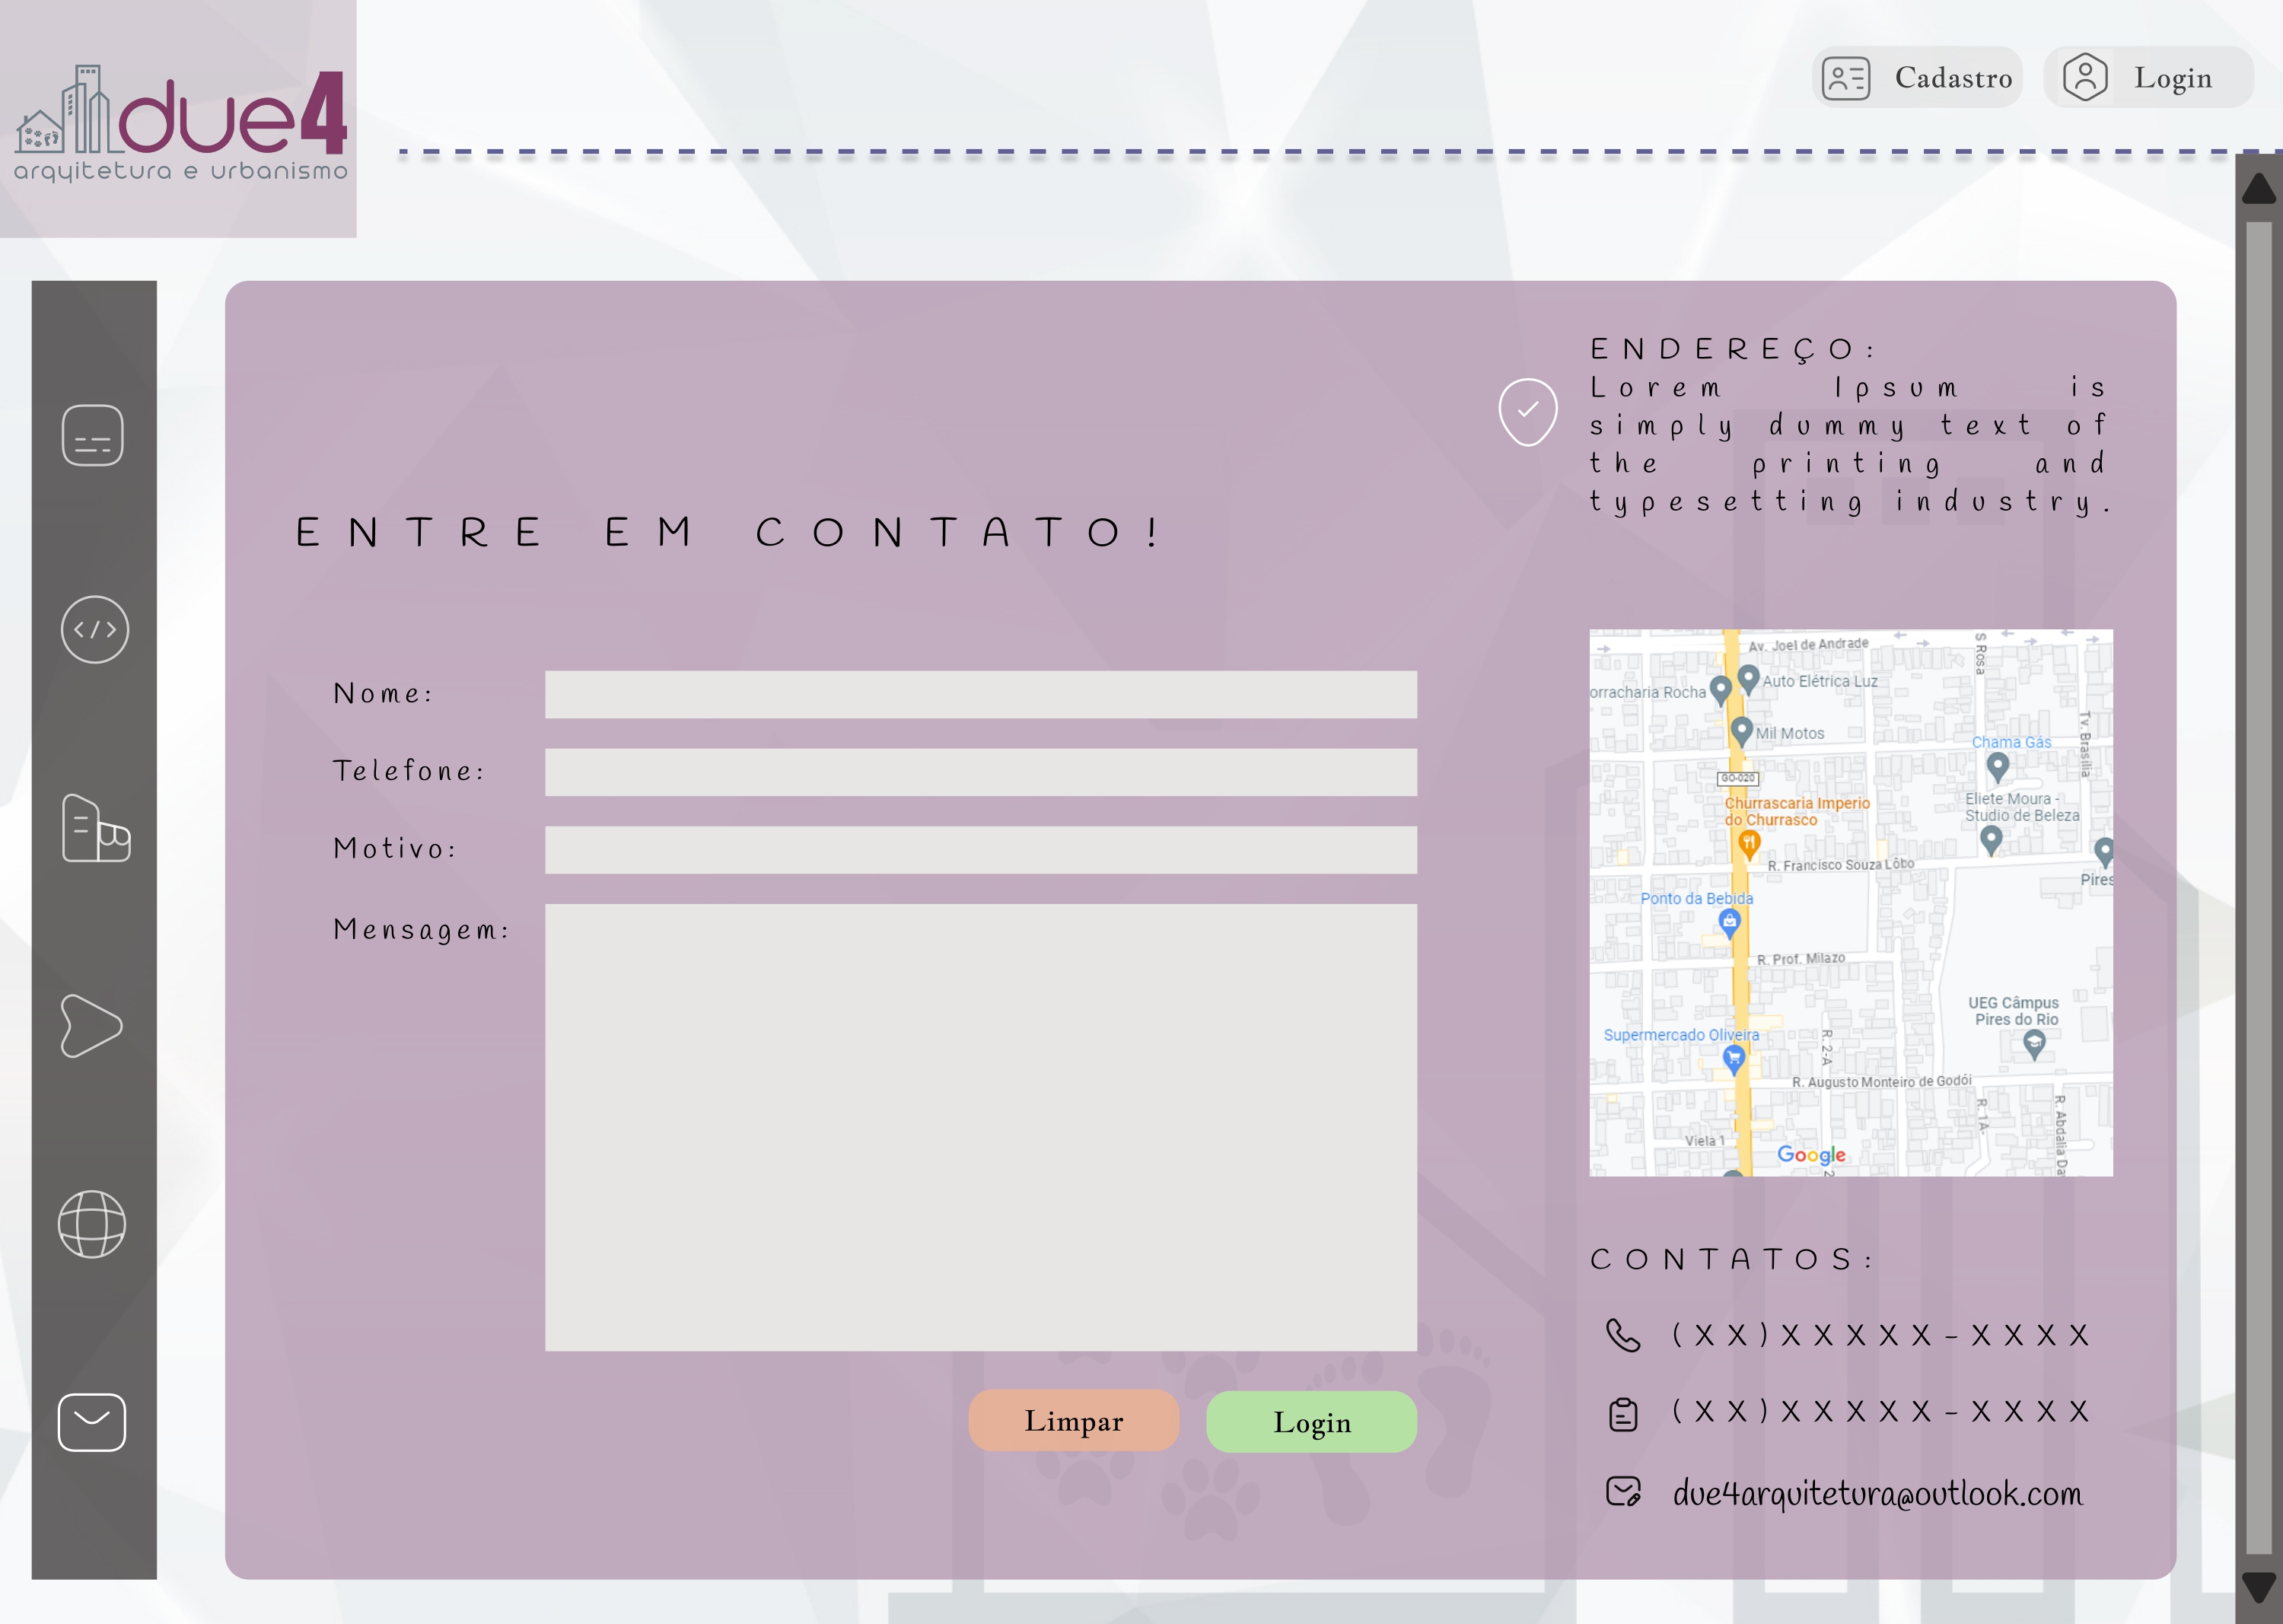 due4
arquitetura e urbanismo
Cadastro
Login
ENDEREÇO:
Lorem Ipsum is
simply dummy text of
the printing and
typesetting industry.
ENTRE EM CONTATO!
Nome:
Telefone:
Motivo:
Mensagem:
Limpar
Login
Av. Joel de Andrade
S Rosa
Auto Elétrica Luz
orracharia Rocha
Mil Motos
Tv. Brasília
Chama Gás
GO-020
Churrascaria Imperio
do Churrasco
Eliete Moura -
Studio de Beleza
R. Francisco Souza Lôbo
Pires
Ponto da Bebida
R. Prof. Milazo
UEG Câmpus
Pires do Rio
Supermercado Oliveira
R. 2-A
R. Augusto Monteiro de Godói
R. 1A-
R. Abdalia Da
Viela 1
Google
2
CONTATOS:
(XX)XXXXX-XXXX
(XX)XXXXX-XXXX
due4arquitetura@outlook.com